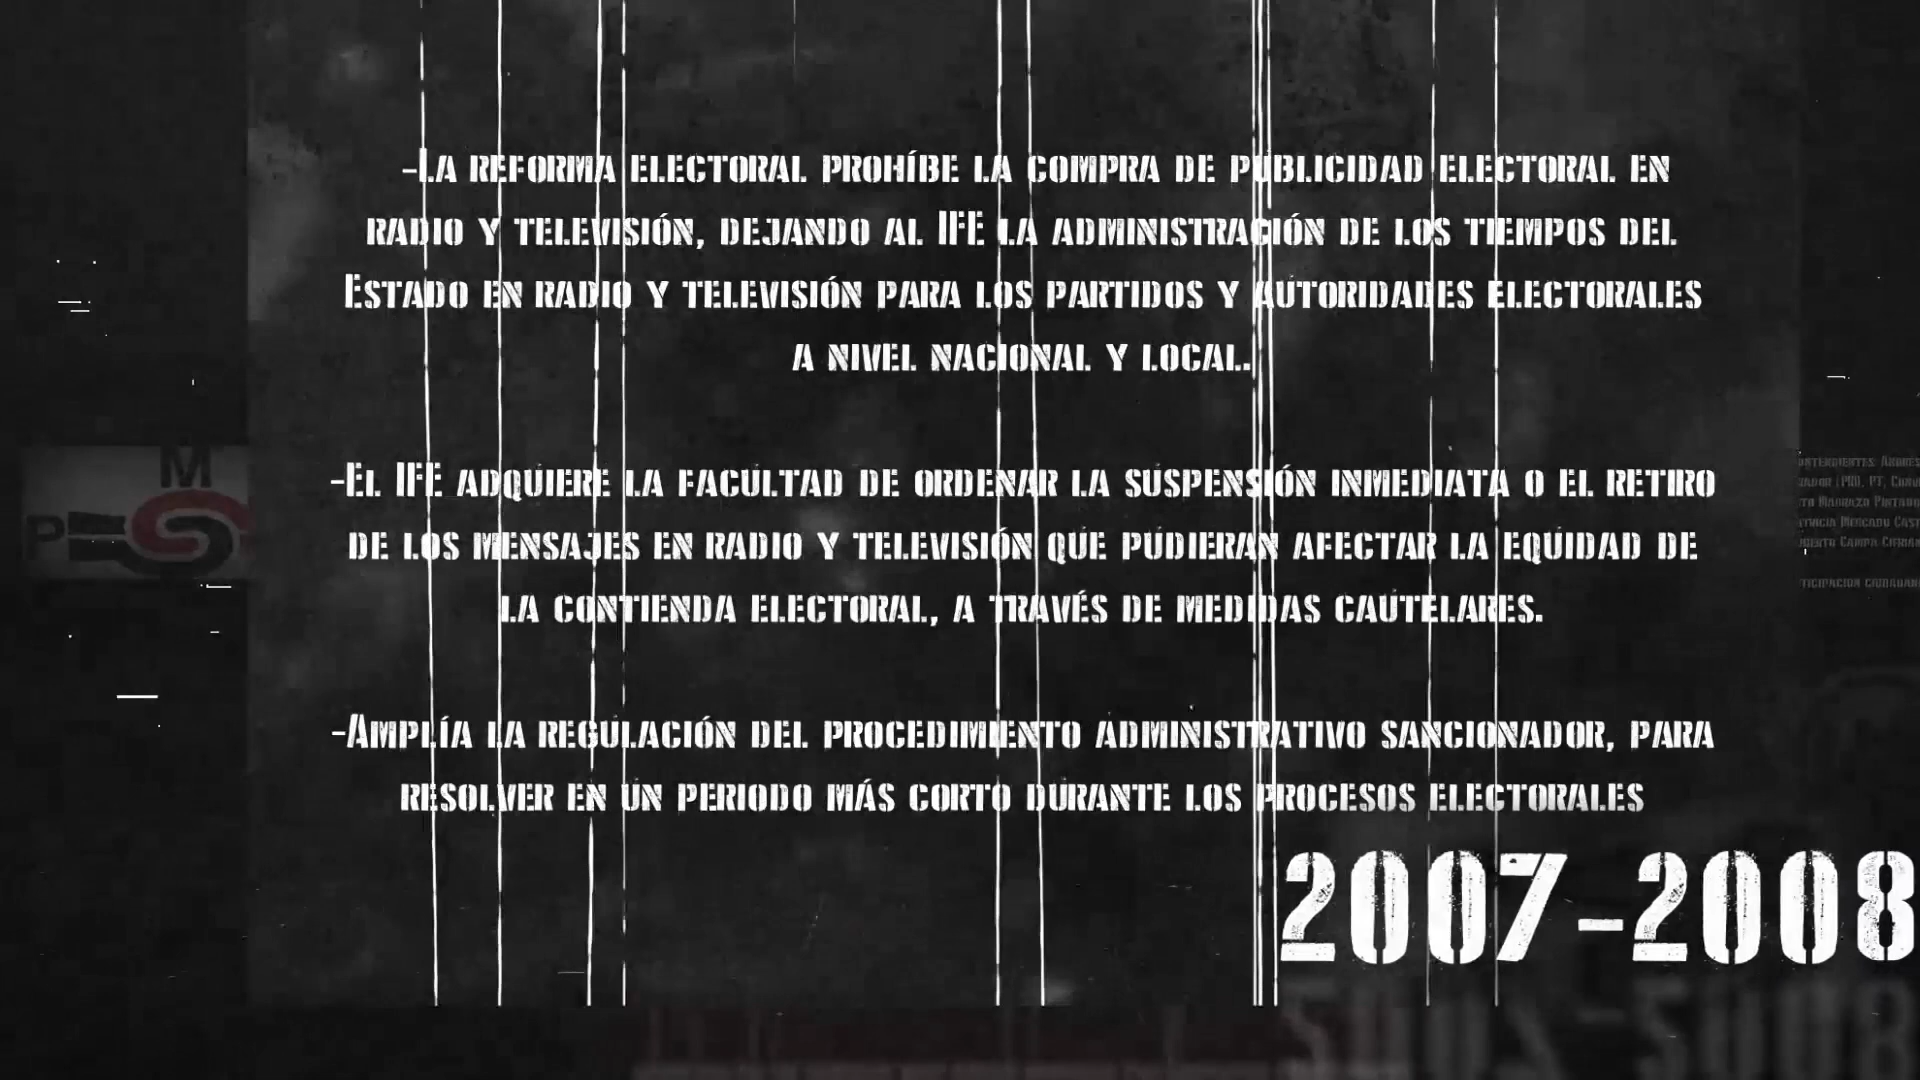 -La reforma electoral prohíbe la compra de publicidad electoral en
radio y televisión, dejando al IFE la administración de los tiempos del
Estado en radio y televisión para los partidos y autoridades electorales
a nivel nacional y local.
-El IFE adquiere la facultad de ordenar la suspensión inmediata o el retiro
de los mensajes en radio y televisión que pudieran afectar la equidad de
la contienda electoral, a través de medidas cautelares.
-Amplía la regulación del procedimiento administrativo sancionador, para
resolver en un periodo más corto durante los procesos electorales
2007-2008
M
P S